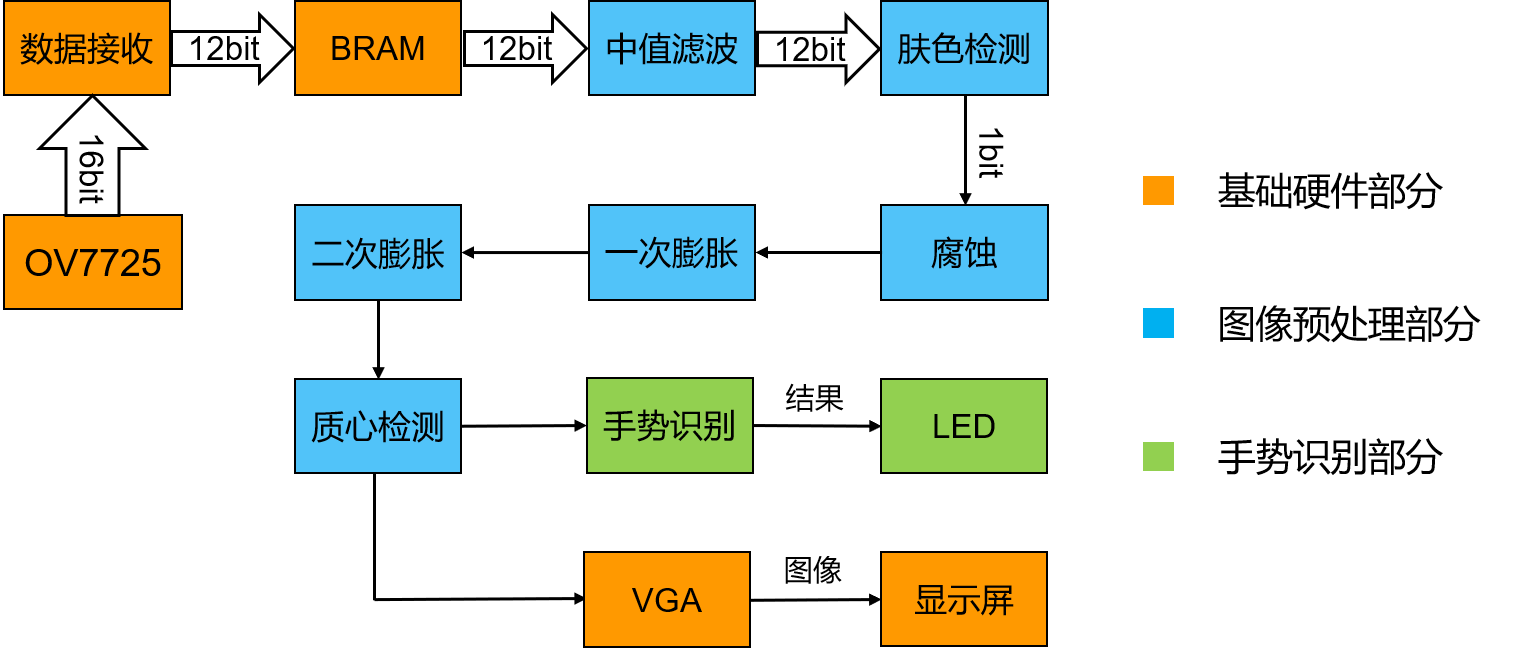 数据接收
12bit
BRAM
12bit
中值滤波
12bit
肤色检测
16bit
1bit
OV7725
二次膨胀
一次膨胀
腐蚀
质心检测
手势识别
结果
LED
VGA
图像
显示屏
基础硬件部分
图像预处理部分
手势识别部分